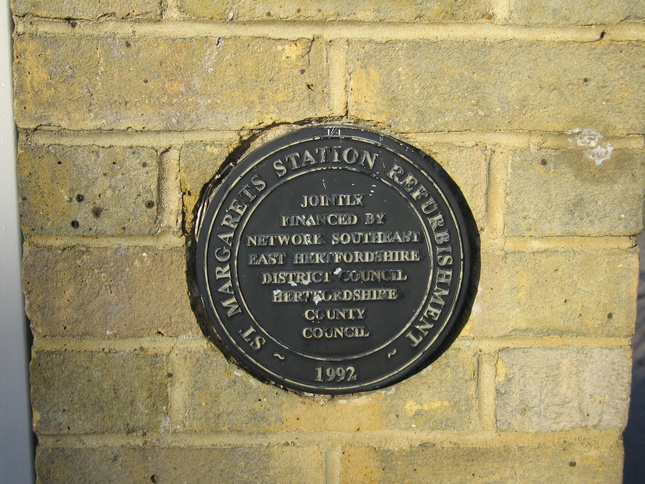 ST MARGARETS STATION REFURBISHMENT
JOINTLY
FINANCED BY
NETWORK SOUTHEAST
EAST HERTFORDSHIRE
DISTRICT COUNCIL
HERTFORDSHIRE
COUNTY
COUNCIL
~ 1992 ~